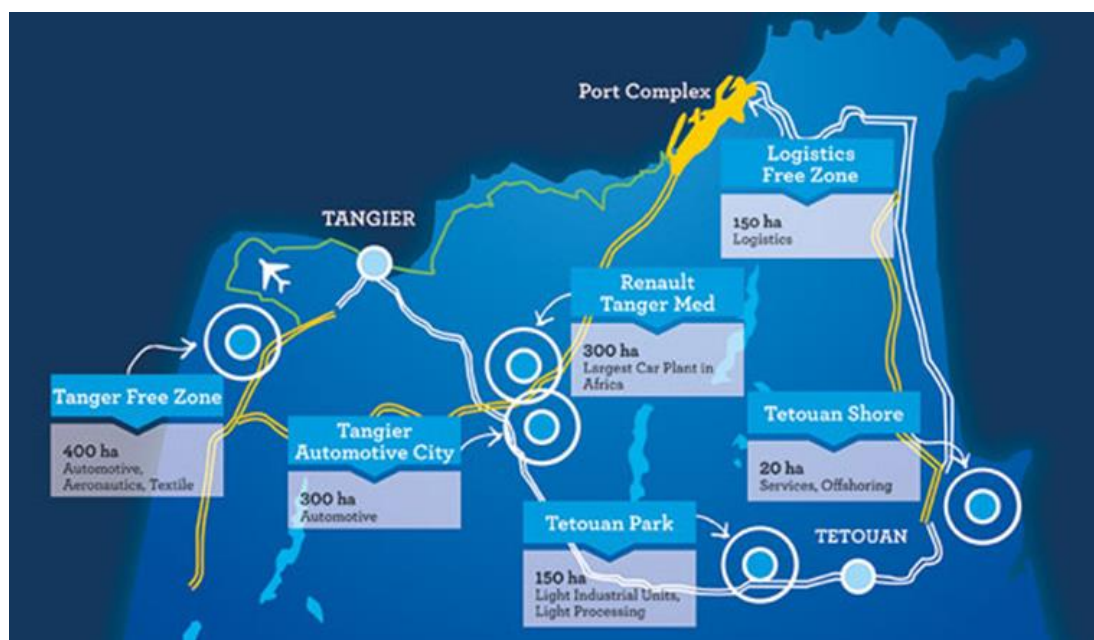 Port Complex
Logistics
Free Zone
150 ha
Logistics
TANGIER
Renault
Tanger Med
300 ha
Largest Car Plant in
Africa
Tanger Free Zone
400 ha
Automotive,
Aeronautics, Textile
Tangier
Automotive City
300 ha
Automotive
Tetouan Shore
20 ha
Services, Offshoring
Tetouan Park
150 ha
Light Industrial Units,
Light Processing
TETOUAN